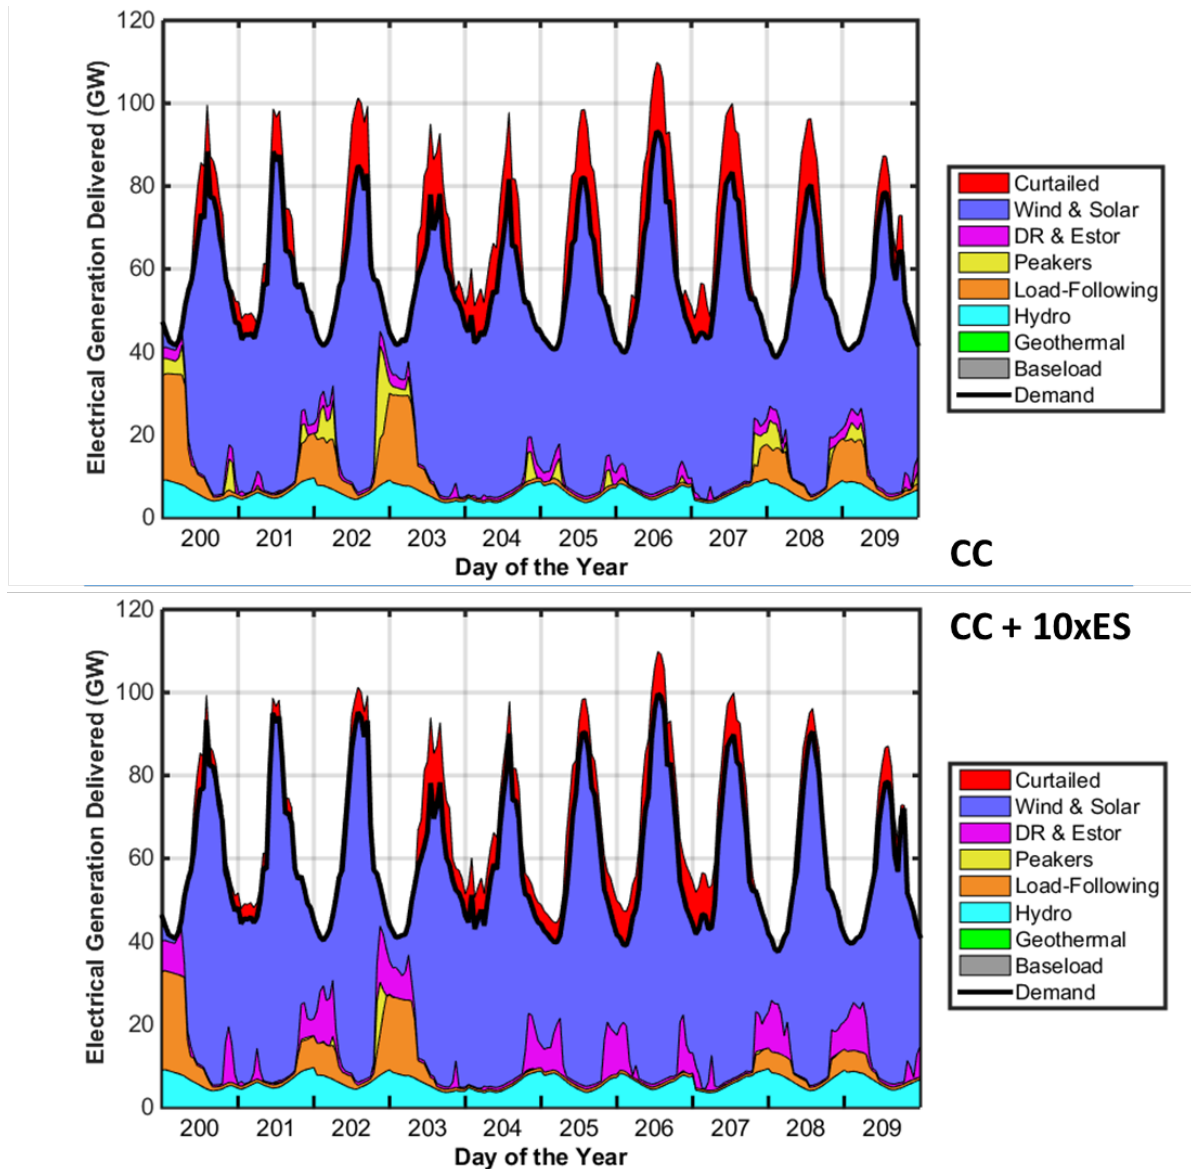 120
100
80
60
40
20
0
Electrical Generation Delivered (GW)
200 201 202 203 204 205 206 207 208 209
Day of the Year
Curtailed
Wind & Solar
DR & Estor
Peakers
Load-Following
Hydro
Geothermal
Baseload
Demand
CC
CC + 10xES
120
100
80
60
40
20
0
Electrical Generation Delivered (GW)
200 201 202 203 204 205 206 207 208 209
Day of the Year
Curtailed
Wind & Solar
DR & Estor
Peakers
Load-Following
Hydro
Geothermal
Baseload
Demand